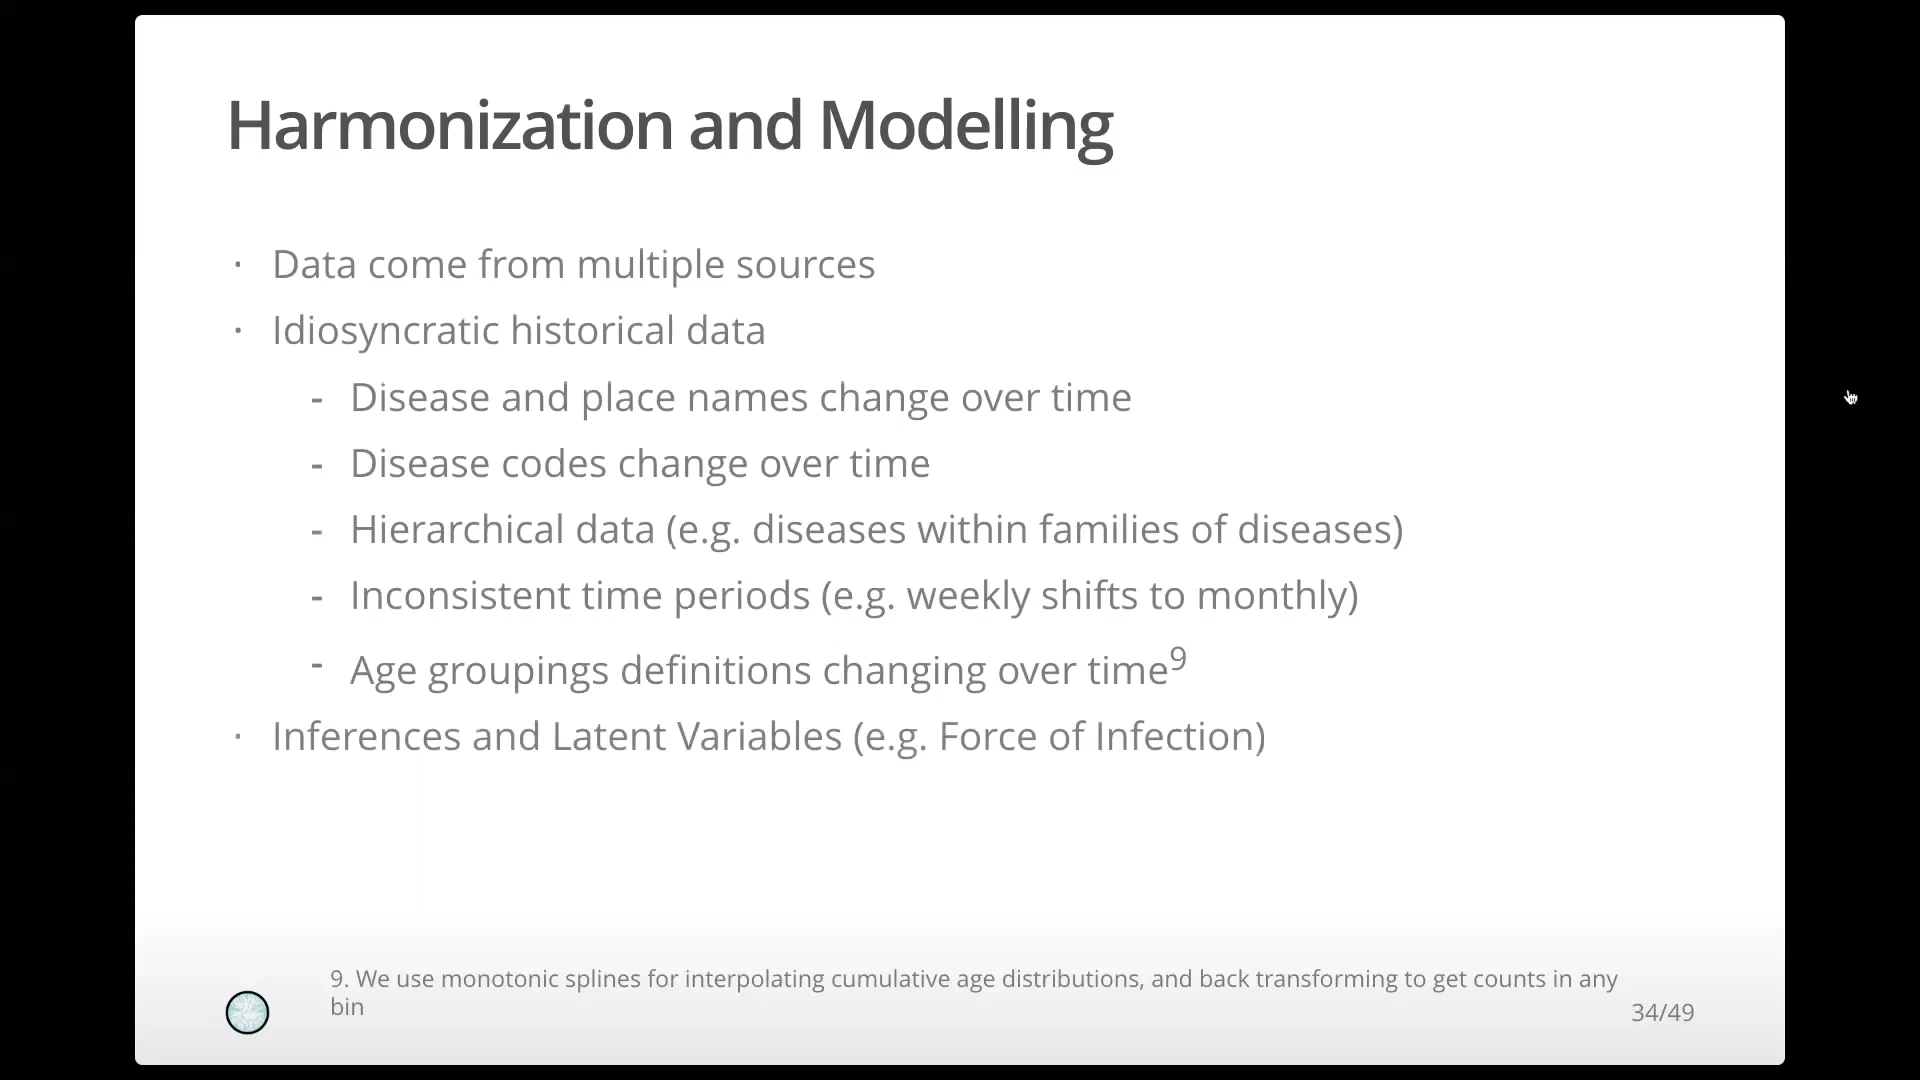 Harmonization and Modelling
· Data come from multiple sources
· Idiosyncratic historical data
- Disease and place names change over time
- Disease codes change over time
- Hierarchical data (e.g. diseases within families of diseases)
- Inconsistent time periods (e.g. weekly shifts to monthly)
- Age groupings definitions changing over time9
· Inferences and Latent Variables (e.g. Force of Infection)
9. We use monotonic splines for interpolating cumulative age distributions, and back transforming to get counts in any
bin
34/49